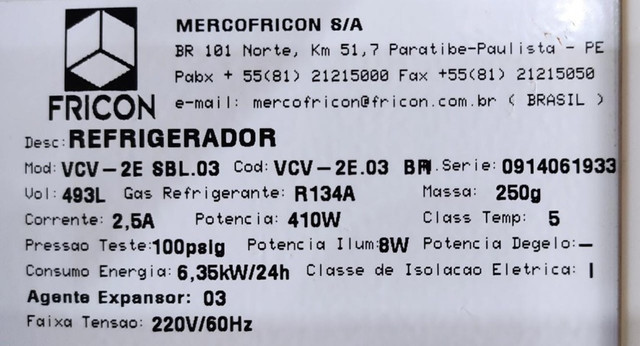 FRICON
MERCOFRICON S/A
BR 101 Norte, Km 51,7 Paratibe-Paulista - PE
Pabx + 55(81) 21215000 Fax +55(81) 21215050
e-mail: mercofricon@fricon.com.br ( BRASIL )
Desc: REFRIGERADOR
Mod: VCV-2E SBL.03 Cod: VCV-2E.03 Serie: 0914061933
Vol: 493L Gas Refrigerante: R134A Massa: 250g
Corrente: 2,5A Potencia: 410W Class Temp: 5
Pressao Teste: 100psig Potencia Ilum: 8W Potencia Degelo: -
Consumo Energia: 6,35kW/24h Classe de Isolacao Eletrica: I
Agente Expansor: 03
Faixa Tensao: 220V/60Hz